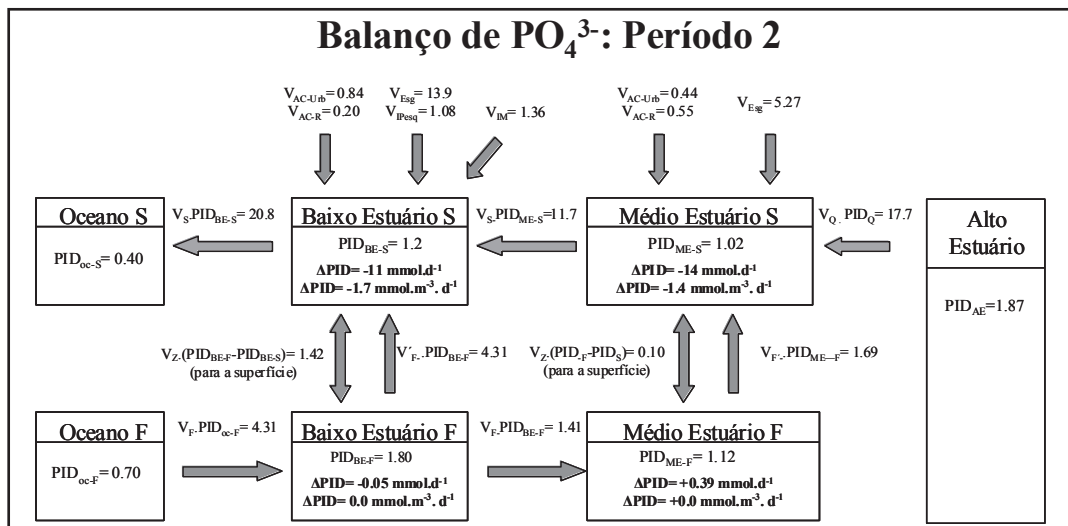 Balanço de PO₄³⁻: Período 2
V_AC-Urb = 0.84
V_AC-R = 0.20
V_Esg = 13.9
V_IPesq = 1.08
V_IM = 1.36
V_AC-Urb = 0.44
V_AC-R = 0.55
V_Esg = 5.27
Oceano S
PID_oc-S = 0.40
V_S.PID_BE-S = 20.8
Baixo Estuário S
PID_BE-S = 1.2
ΔPID= -11 mmol.d⁻¹
ΔPID= -1.7 mmol.m⁻³. d⁻¹
V_S.PID_ME-S = 11.7
Médio Estuário S
PID_ME-S = 1.02
ΔPID= -14 mmol.d⁻¹
ΔPID= -1.4 mmol.m⁻³. d⁻¹
V_Q.. PID_Q = 17.7
Alto
Estuário
PID_AE=1.87
V_Z.(PID_BE-F-PID_BE-S)= 1.42
(para a superfície)
V´_F-.PID_BE-F = 4.31
V_Z.(PID_-F-PID_S)= 0.10
(para a superfície)
V_F´-.PID_ME—F = 1.69
Oceano F
PID_oc-F = 0.70
V_F.PID_oc-F = 4.31
Baixo Estuário F
PID_BE-F = 1.80
ΔPID= -0.05 mmol.d⁻¹
ΔPID= 0.0 mmol.m⁻³. d⁻¹
V_F-PID_BE-F = 1.41
Médio Estuário F
PID_ME-F = 1.12
ΔPID= +0.39 mmol.d⁻¹
ΔPID= +0.0 mmol.m⁻³. d⁻¹